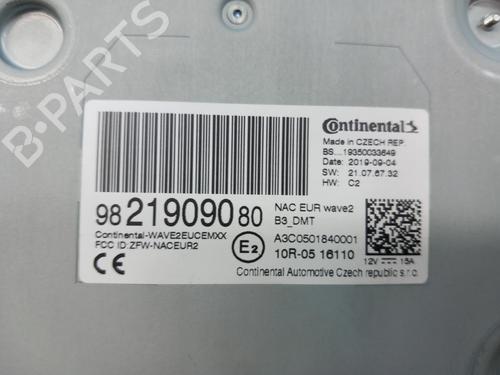 B-PARTS
Continental
Made in CZECH REP
BS...19350033649
Date: 2019-09-04
SW: 21.07.67.32
HW: C2
98 219090 80
NAC EUR wave2
B3_DMT
Continental-WAVE2EUCEMXX
FCC ID:ZFW-NACEUR2
E2
A3C0501840001
10R-05 16110
12V 15A
CE
Continental Automotive Czech republic s.r.o.